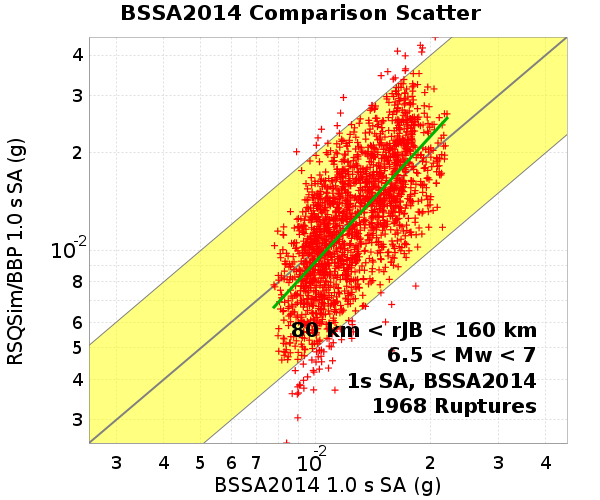 BSSA2014 Comparison Scatter
RSQSim/BBP 1.0 s SA (g)
4
3
2
10-2
8
6
5
4
3
80 km < rJB < 160 km
6.5 < Mw < 7
1s SA, BSSA2014
1968 Ruptures
3 4 5 6 7 10-2 2 3 4
BSSA2014 1.0 s SA (g)